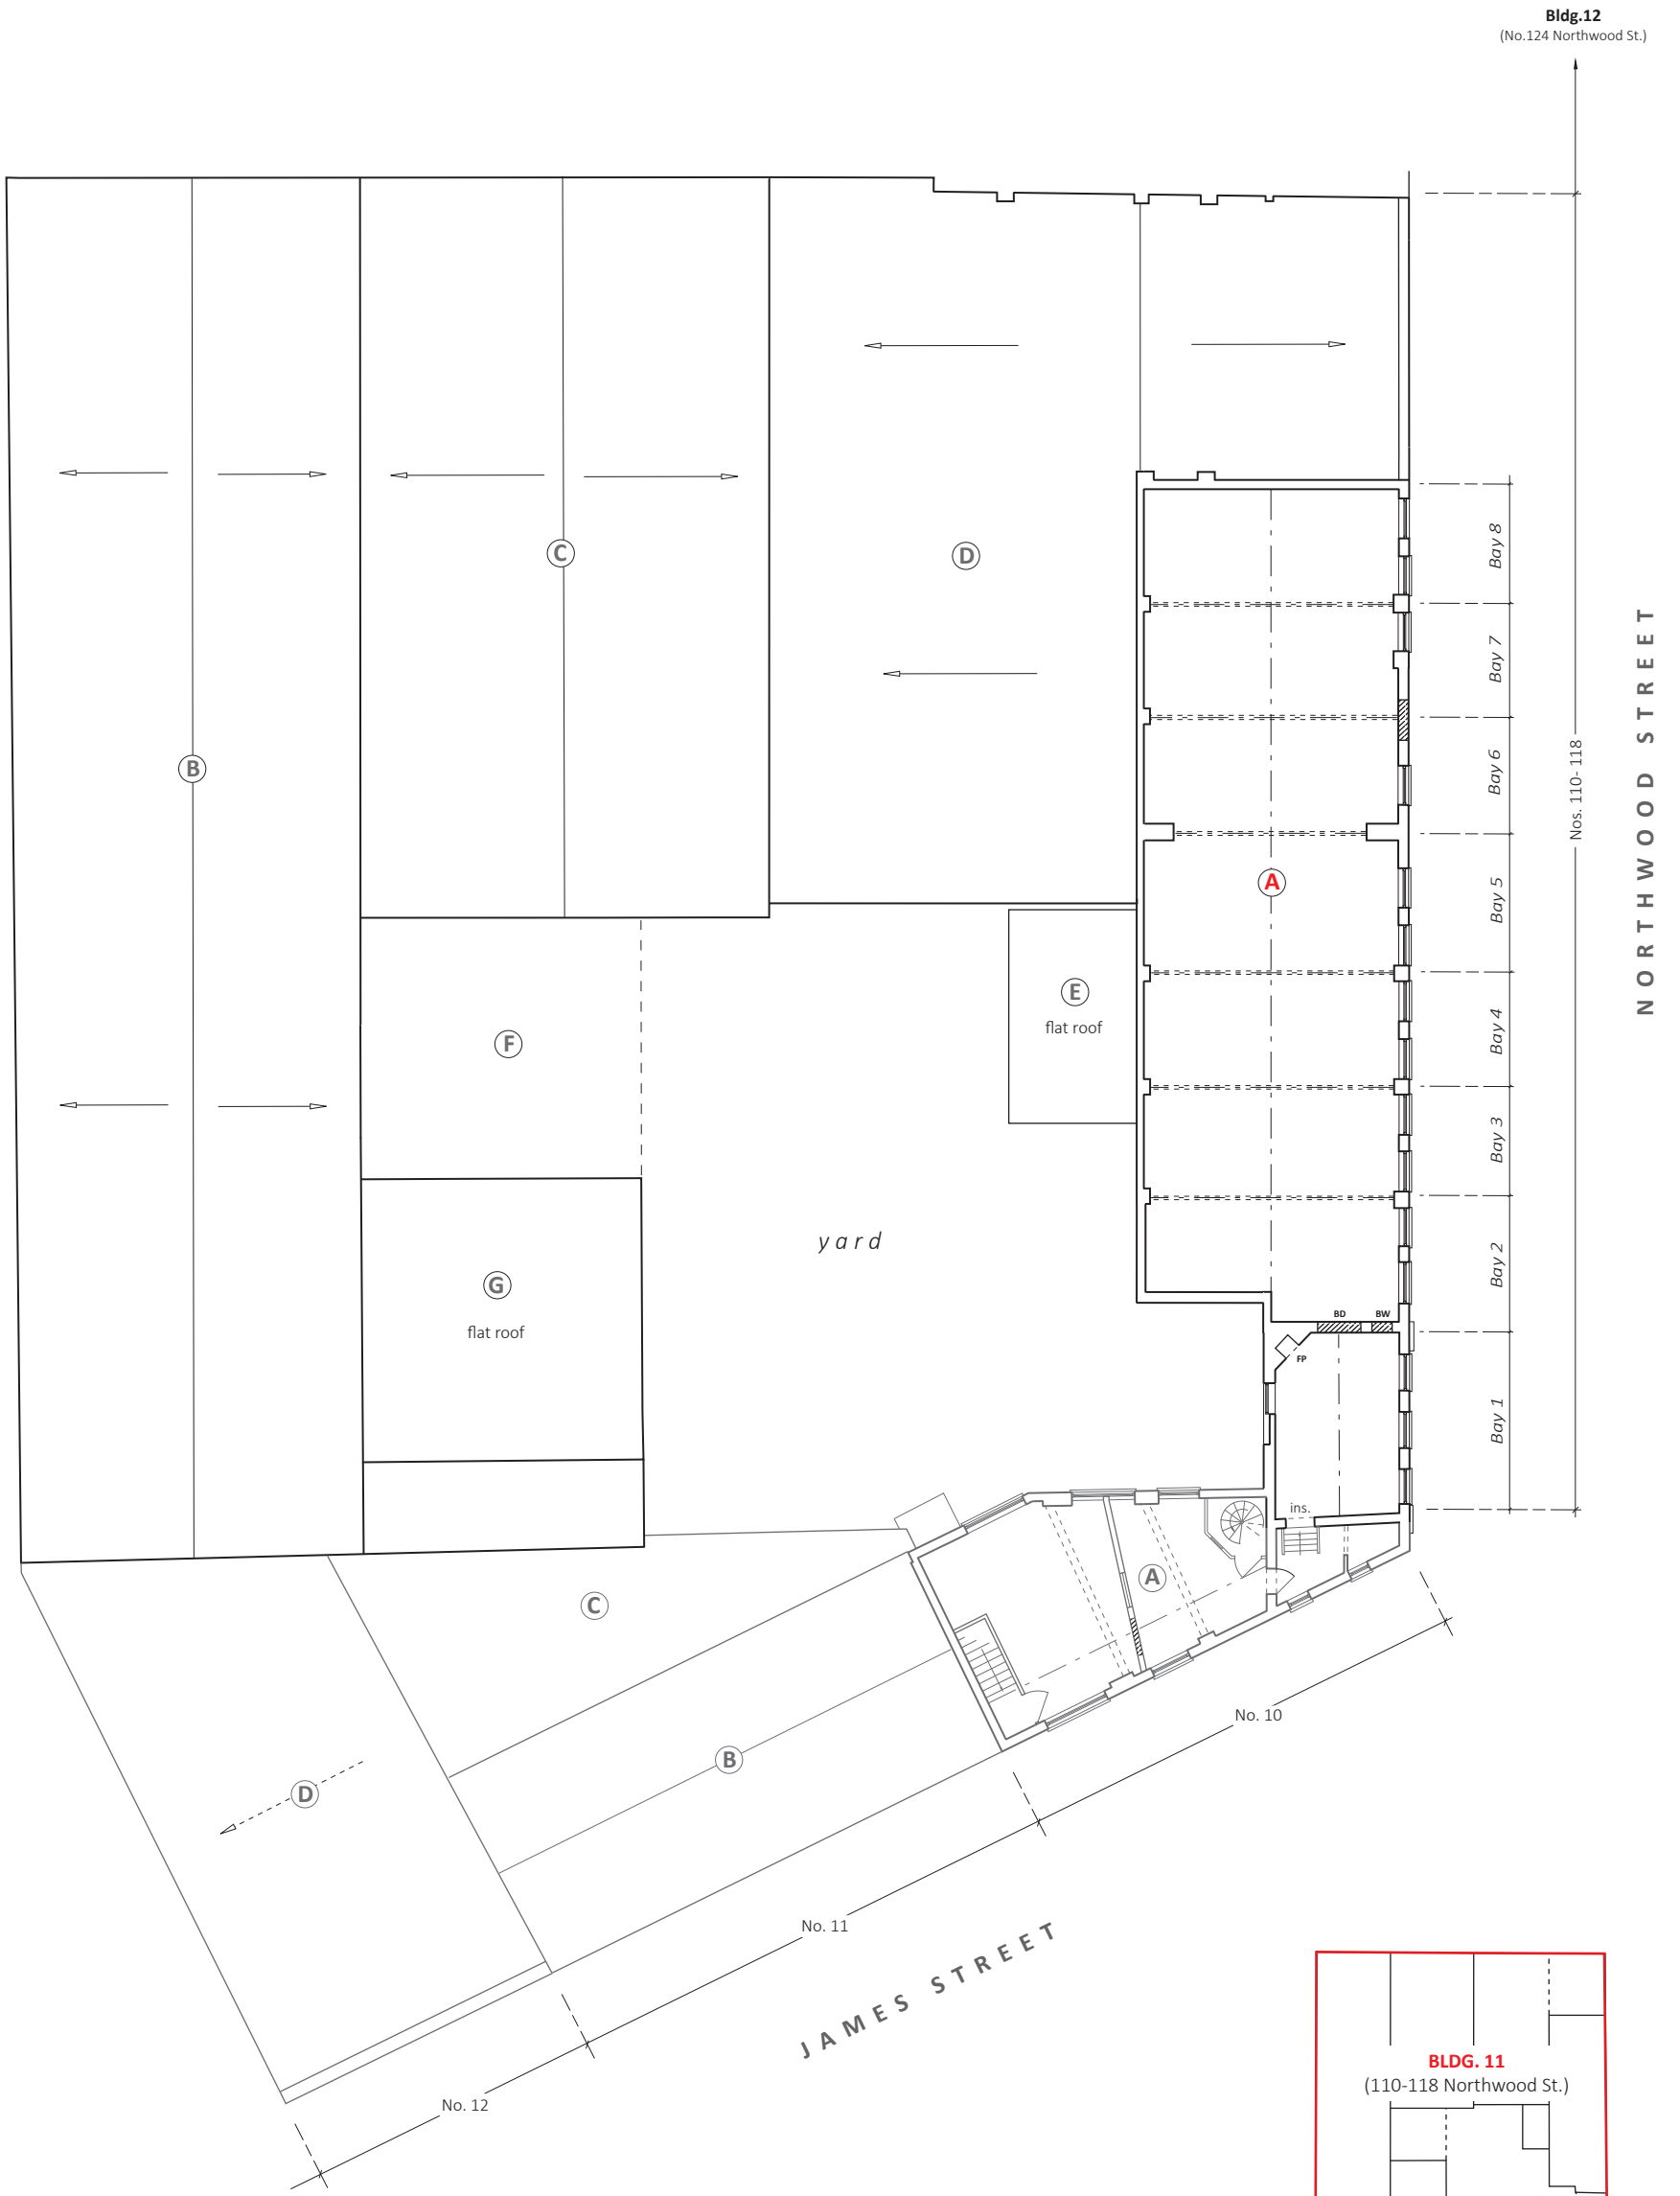 Bldg.12
(No.124 Northwood St.)
Bay 8
C
D
Bay 7
NORTHWOOD STREET
B
Bay 6
Nos. 110- 118
A
Bay 5
E
flat roof
F
Bay 4
Bay 3
yard
G
flat roof
Bay 2
BD BW
FP
Bay 1
ins.
A
C
No. 10
B
D
No. 11
JAMES STREET
No. 12
BLDG. 11
(110-118 Northwood St.)